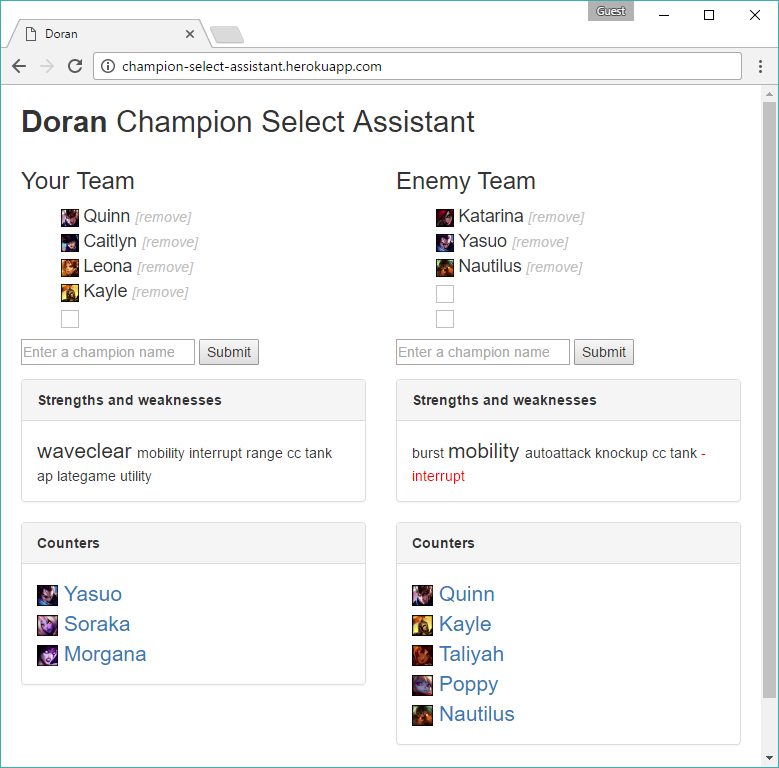 Guest
Doran
champion-select-assistant.herokuapp.com
Doran Champion Select Assistant
Your Team
Quinn [remove]
Caitlyn [remove]
Leona [remove]
Kayle [remove]
Enter a champion name Submit
Strengths and weaknesses
waveclear mobility interrupt range cc tank
ap lategame utility
Counters
Yasuo
Soraka
Morgana
Enemy Team
Katarina [remove]
Yasuo [remove]
Nautilus [remove]
Enter a champion name Submit
Strengths and weaknesses
burst mobility autoattack knockup cc tank -
interrupt
Counters
Quinn
Kayle
Taliyah
Poppy
Nautilus